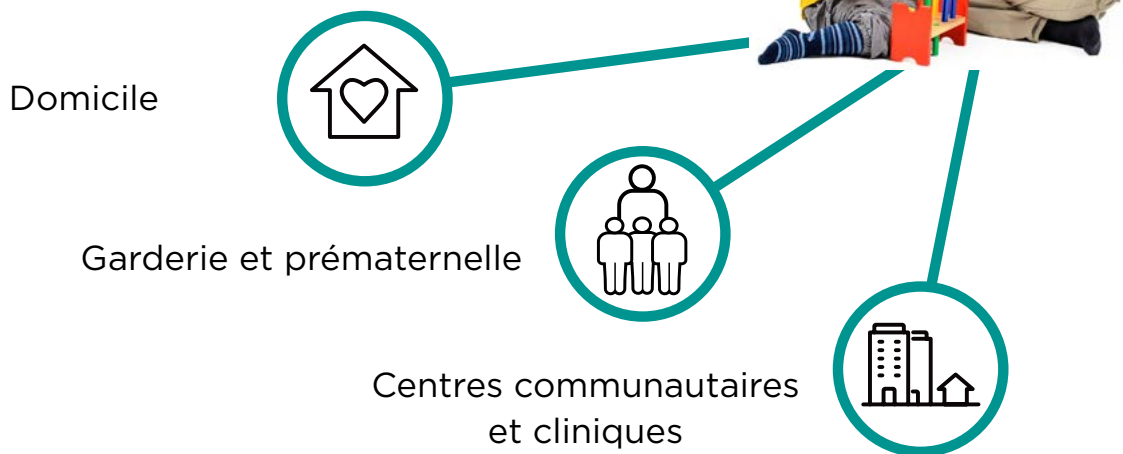 Domicile
Garderie et prématernelle
Centres communautaires
et cliniques